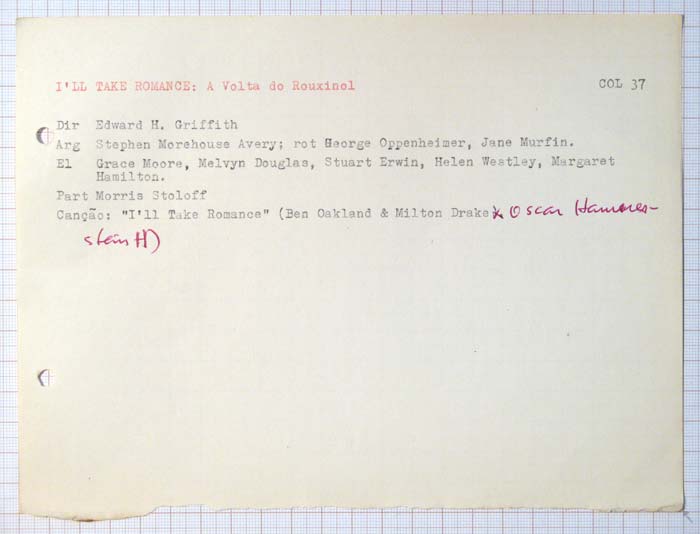 I'LL TAKE ROMANCE: A Volta do Rouxinol COL 37
Dir Edward H. Griffith
Arg Stephen Morehouse Avery; rot George Oppenheimer, Jane Murfin.
El Grace Moore, Melvyn Douglas, Stuart Erwin, Helen Westley, Margaret
Hamilton.
Part Morris Stoloff
Canção: "I'll Take Romance" (Ben Oakland & Milton Drake & Oscar Hammer-
stein II)